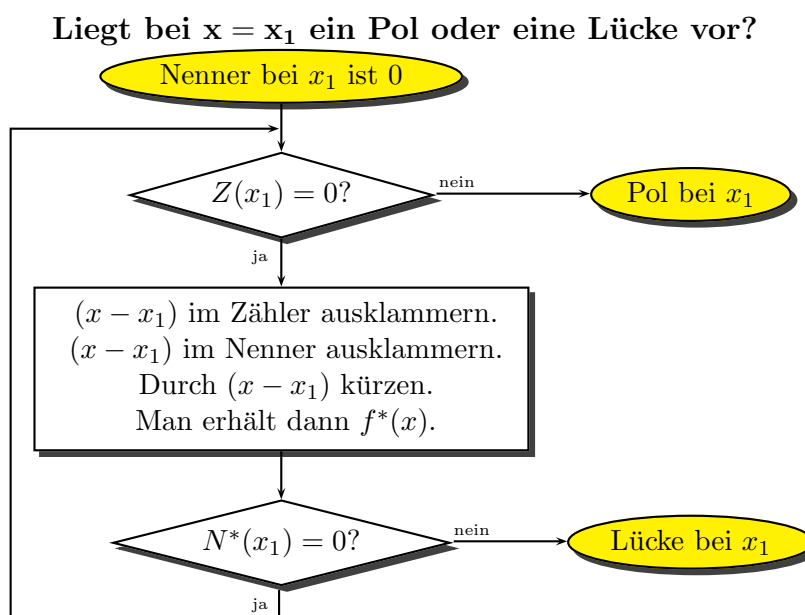 Liegt bei x = x₁ ein Pol oder eine Lücke vor?
Nenner bei x₁ ist 0
Z(x₁) = 0?
nein
Pol bei x₁
ja
(x − x₁) im Zähler ausklammern.
(x − x₁) im Nenner ausklammern.
Durch (x − x₁) kürzen.
Man erhält dann f*(x).
N*(x₁) = 0?
nein
Lücke bei x₁
ja